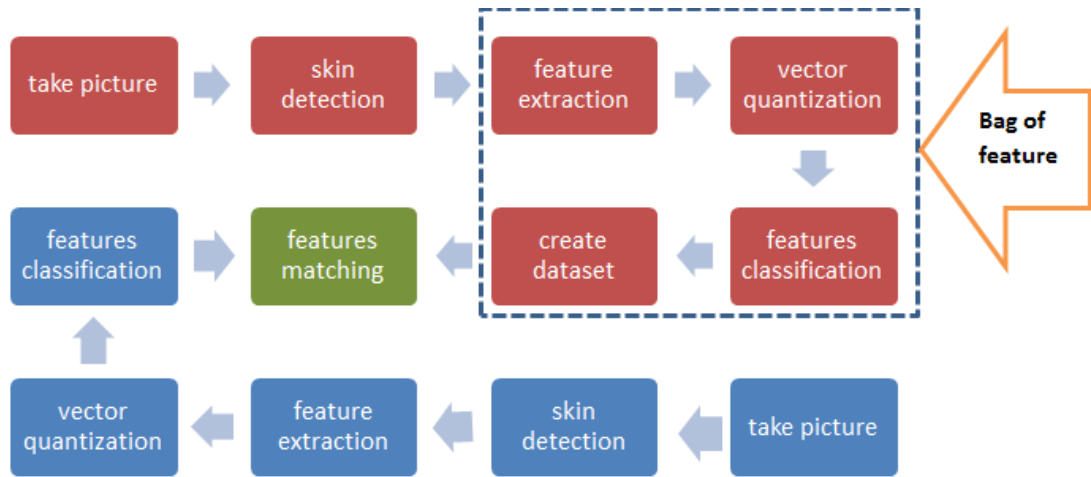 take picture
skin
detection
feature
extraction
vector
quantization
Bag of
feature
features
classification
features
matching
create
dataset
features
classification
vector
quantization
feature
extraction
skin
detection
take picture